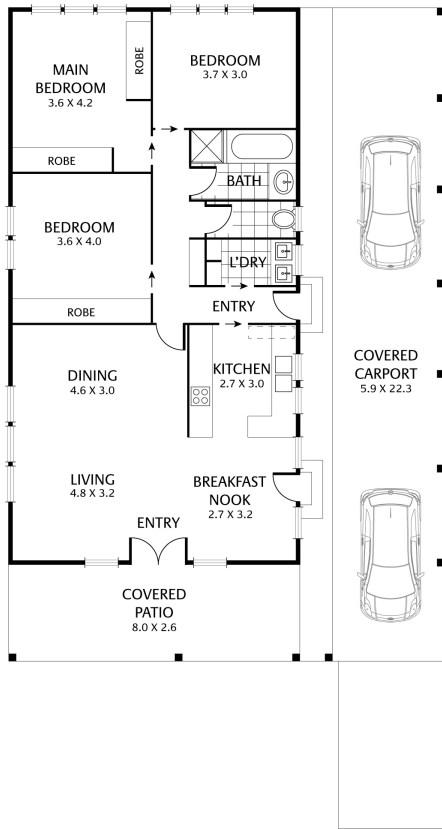 BEDROOM
3.7 X 3.0
ROBE
MAIN
BEDROOM
3.6 X 4.2
ROBE
BATH
BEDROOM
3.6 X 4.0
L'DRY
ROBE
ENTRY
KITCHEN
2.7 X 3.0
COVERED
CARPORT
5.9 X 22.3
DINING
4.6 X 3.0
LIVING
4.8 X 3.2
BREAKFAST
NOOK
2.7 X 3.2
ENTRY
COVERED
PATIO
8.0 X 2.6